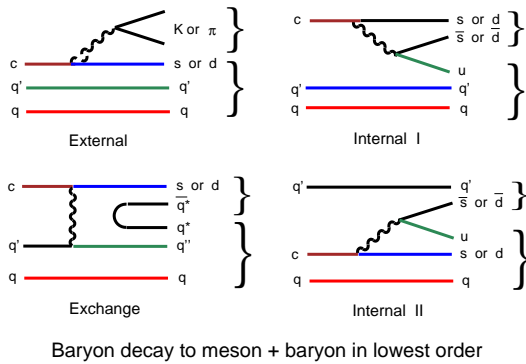 K or π
c
s or d
q'
q'
q
q
External
s or d
c
s̅ or d̅
u
q'
q'
q
q
Internal I
c
s or d
q̅*
q*
q'
q''
q
q
Exchange
q'
q'
s̅ or d̅
u
c
s or d
q
q
Internal II
Baryon decay to meson + baryon in lowest order